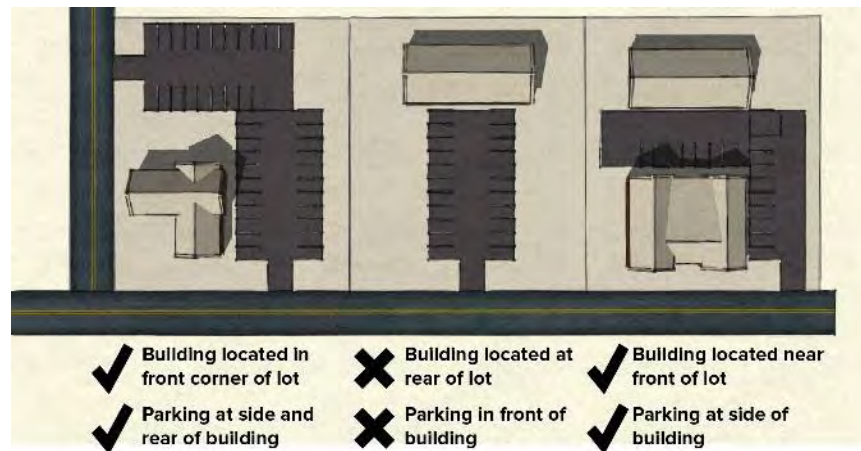 Building located in
front corner of lot
Building located at
rear of lot
Building located near
front of lot
Parking at side and
rear of building
Parking in front of
building
Parking at side of
building